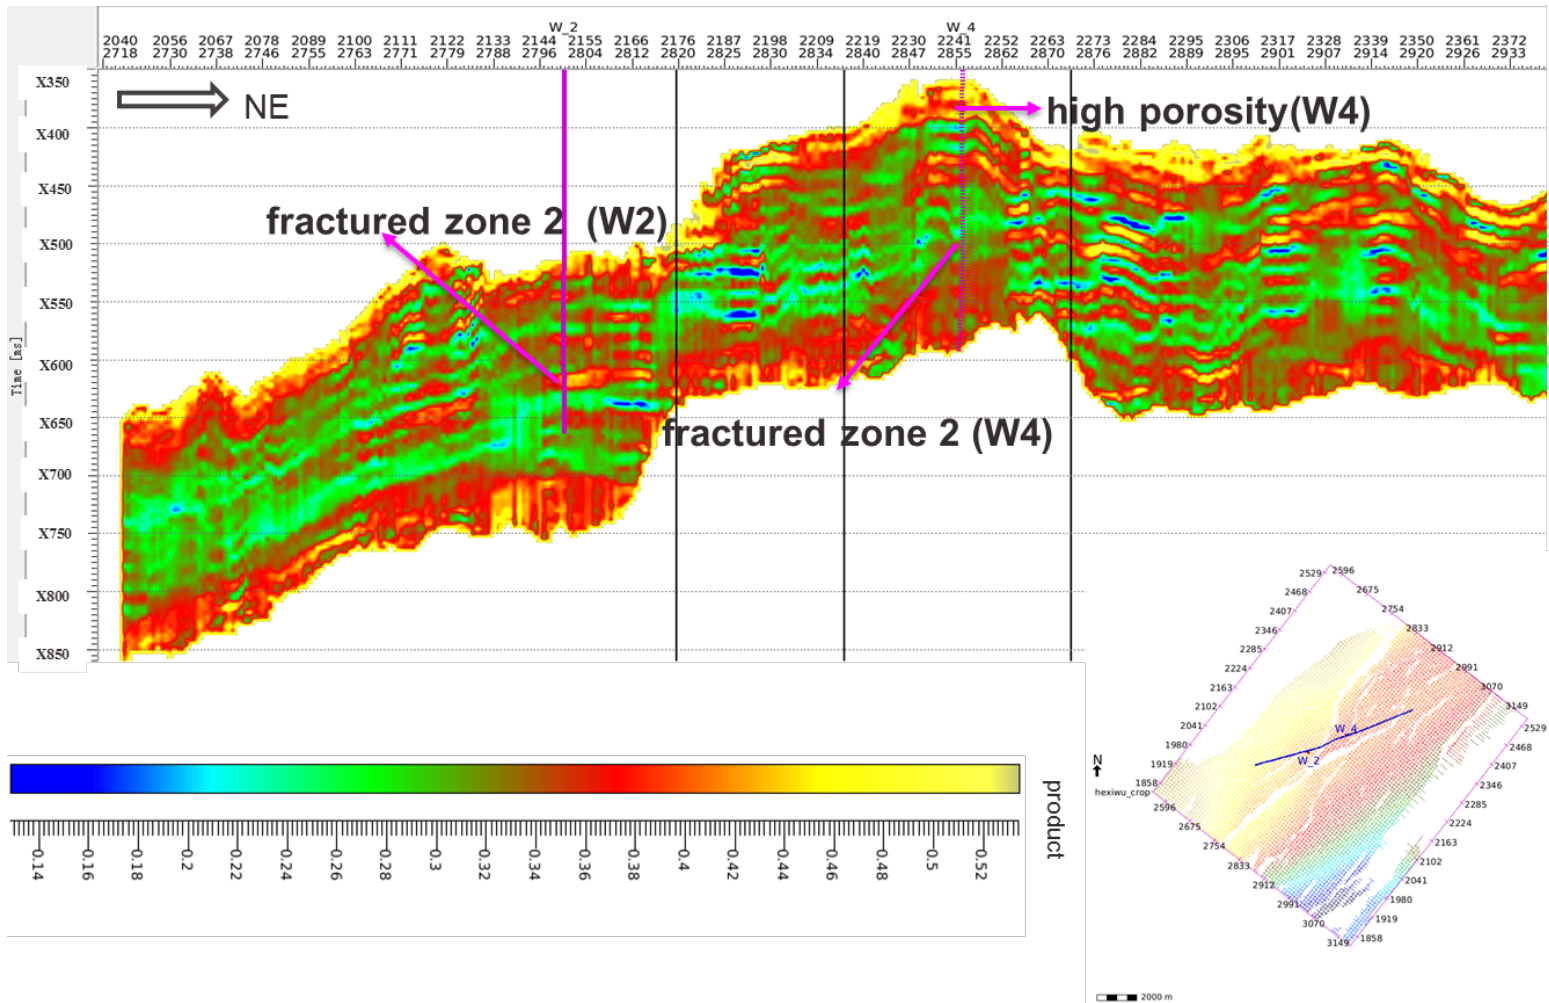 W_2 W_4
2040 2056 2067 2078 2089 2100 2111 2122 2133 2144 2155 2166 2176 2187 2198 2209 2219 2230 2241 2252 2263 2273 2284 2295 2306 2317 2328 2339 2350 2361 2372
2718 2730 2738 2746 2755 2763 2771 2779 2788 2796 2804 2812 2820 2825 2830 2834 2840 2847 2855 2862 2870 2876 2882 2889 2895 2901 2907 2914 2920 2926 2933
X350
NE
high porosity(W4)
X400
X450
fractured zone 2 (W2)
X500
X550
Time [ms]
X600
X650
fractured zone 2 (W4)
X700
X750
X800
X850
product
0.14 0.16 0.18 0.2 0.22 0.24 0.26 0.28 0.3 0.32 0.34 0.36 0.38 0.4 0.42 0.44 0.46 0.48 0.5 0.52
2529 2596
2468 2675
2407 2754
2346 2833
2285 2912
2224 2991
2163 3070
2102 3149
2041 W_4 2529
1980 2468
N W_2
1919 2407
1858 2346
hexiwu_crop
2596 2285
2675 2224
2754 2163
2833 2102
2912 2041
2991 1980
3070 1919
3149 1858
2000 m